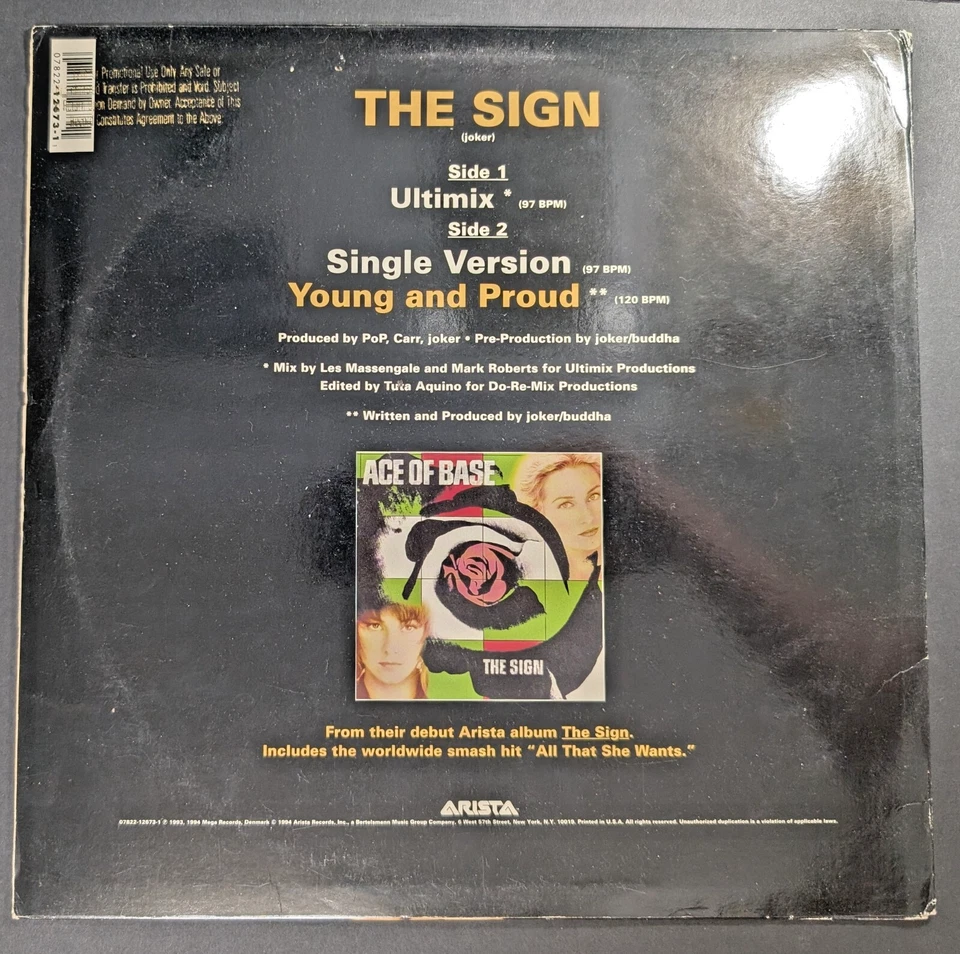 07822-12673-1
Promotional Use Only Any Sale or
Transfer is Prohibited and Void. Subject
on Demand by Owner. Acceptance of This
Constitutes Agreement to the Above.
THE SIGN
(joker)
Side 1
Ultimix * (97 BPM)
Side 2
Single Version (97 BPM)
Young and Proud ** (120 BPM)
Produced by PoP, Carr, joker • Pre-Production by joker/buddha
* Mix by Les Massengale and Mark Roberts for Ultimix Productions
Edited by Tuta Aquino for Do-Re-Mix Productions
** Written and Produced by joker/buddha
ACE OF BASE
THE SIGN
From their debut Arista album The Sign.
Includes the worldwide smash hit “All That She Wants.”
ARISTA
07822-12673-1 ℗ 1993, 1994 Mega Records, Denmark © 1994 Arista Records, Inc., a Bertelsmann Music Group Company, 6 West 57th Street, New York, N.Y. 10019. Printed in U.S.A. All rights reserved. Unauthorized duplication is a violation of applicable laws.